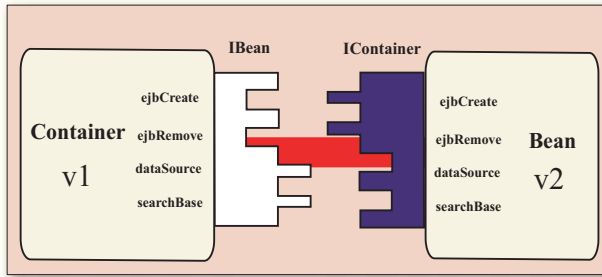 IBean
IContainer
Container
v1
ejbCreate
ejbRemove
dataSource
searchBase
ejbCreate
ejbRemove
dataSource
searchBase
Bean
v2